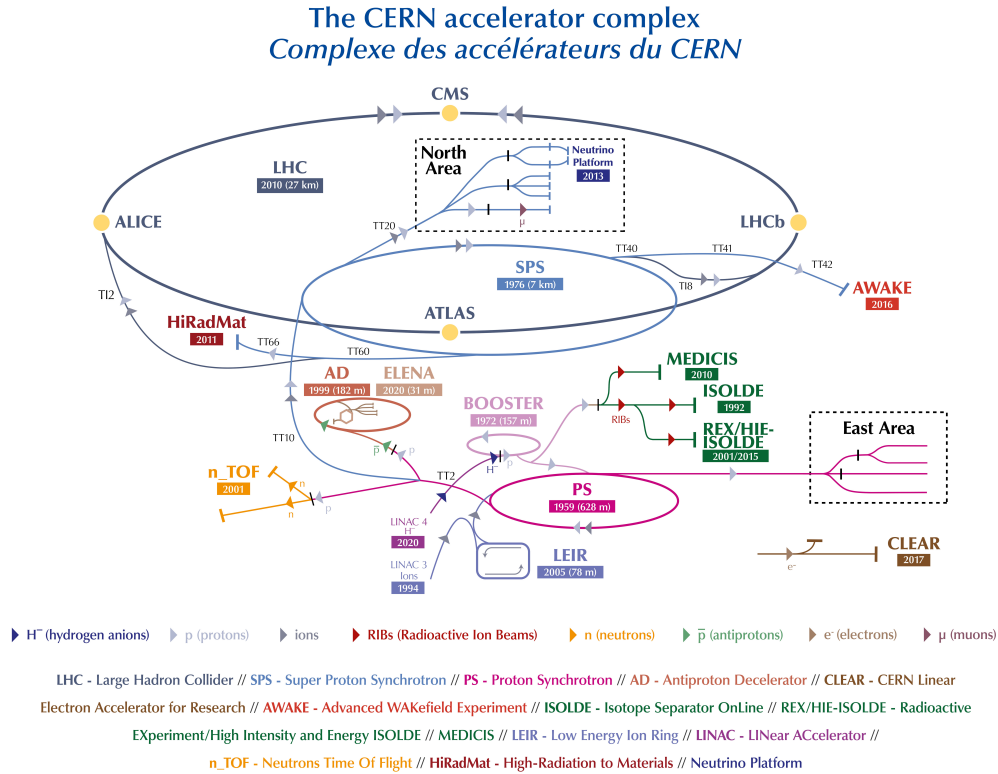 The CERN accelerator complex
Complexe des accélérateurs du CERN
CMS
North
Area
Neutrino
Platform
2013
LHC
2010 (27 km)
μ
ALICE
LHCb
TT20
TT40
TT41
TT42
SPS
1976 (7 km)
TI8
TI2
AWAKE
2016
ATLAS
HiRadMat
2011
TT66
TT60
AD
1999 (182 m)
ELENA
2020 (31 m)
MEDICIS
2010
ISOLDE
1992
RIBs
REX/HIE-
ISOLDE
2001/2015
BOOSTER
1972 (157 m)
East Area
TT10
p̅
p
H⁻
p
n_TOF
2001
n
n
p
TT2
PS
1959 (628 m)
LINAC 4
H⁻
2020
LINAC 3
Ions
1994
LEIR
2005 (78 m)
CLEAR
2017
e⁻
H⁻ (hydrogen anions)
p (protons)
ions
RIBs (Radioactive Ion Beams)
n (neutrons)
p̅ (antiprotons)
e⁻ (electrons)
μ (muons)
LHC - Large Hadron Collider // SPS - Super Proton Synchrotron // PS - Proton Synchrotron // AD - Antiproton Decelerator // CLEAR - CERN Linear
Electron Accelerator for Research // AWAKE - Advanced WAKefield Experiment // ISOLDE - Isotope Separator OnLine // REX/HIE-ISOLDE - Radioactive
EXperiment/High Intensity and Energy ISOLDE // MEDICIS // LEIR - Low Energy Ion Ring // LINAC - LINear ACcelerator //
n_TOF - Neutrons Time Of Flight // HiRadMat - High-Radiation to Materials // Neutrino Platform